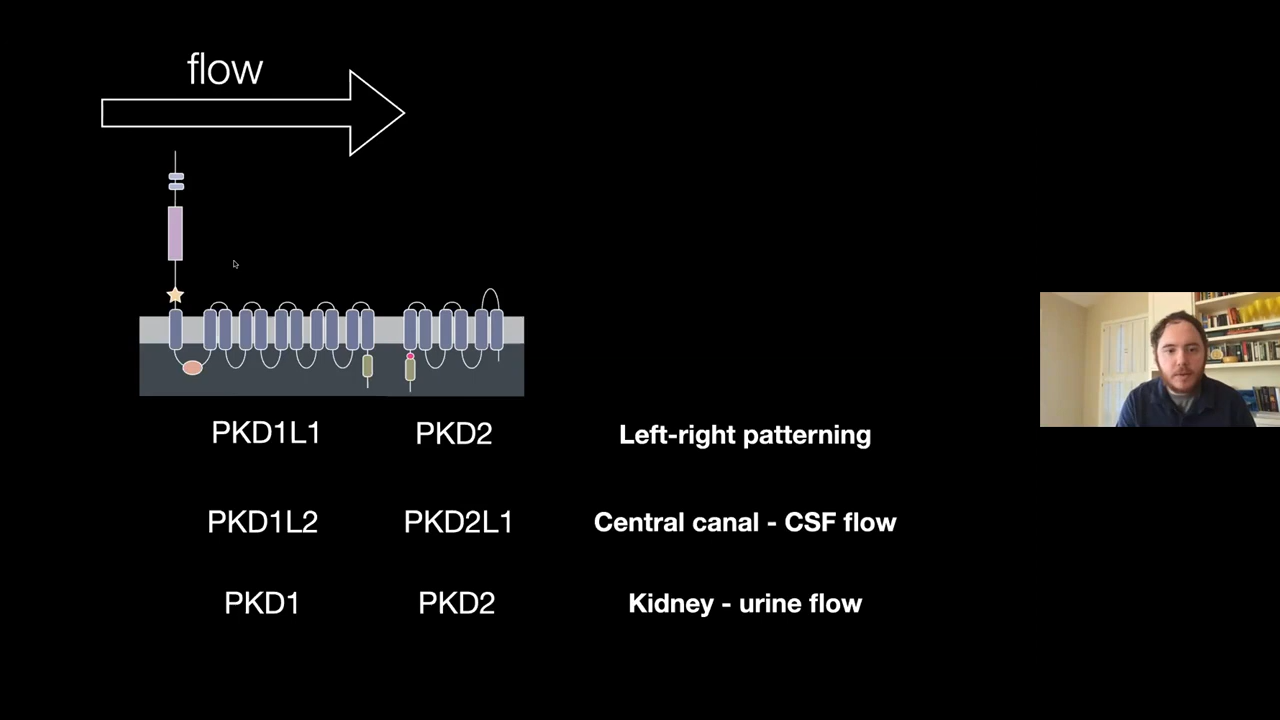 flow
PKD1L1 PKD2 Left-right patterning
PKD1L2 PKD2L1 Central canal - CSF flow
PKD1 PKD2 Kidney - urine flow